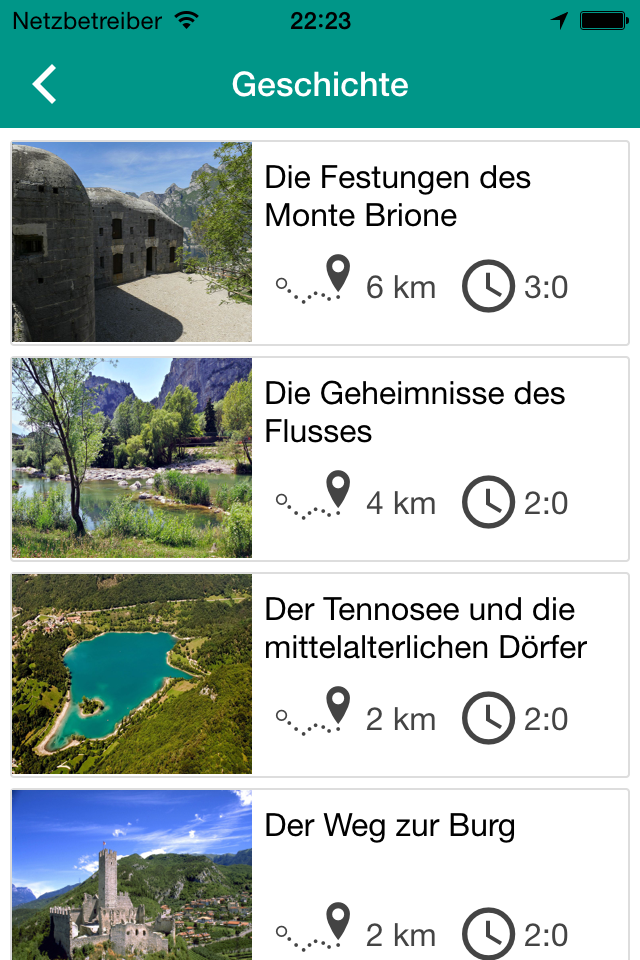 Netzbetreiber 22:23
Geschichte
Die Festungen des
Monte Brione
6 km 3:0
Die Geheimnisse des
Flusses
4 km 2:0
Der Tennosee und die
mittelalterlichen Dörfer
2 km 2:0
Der Weg zur Burg
2 km 2:0